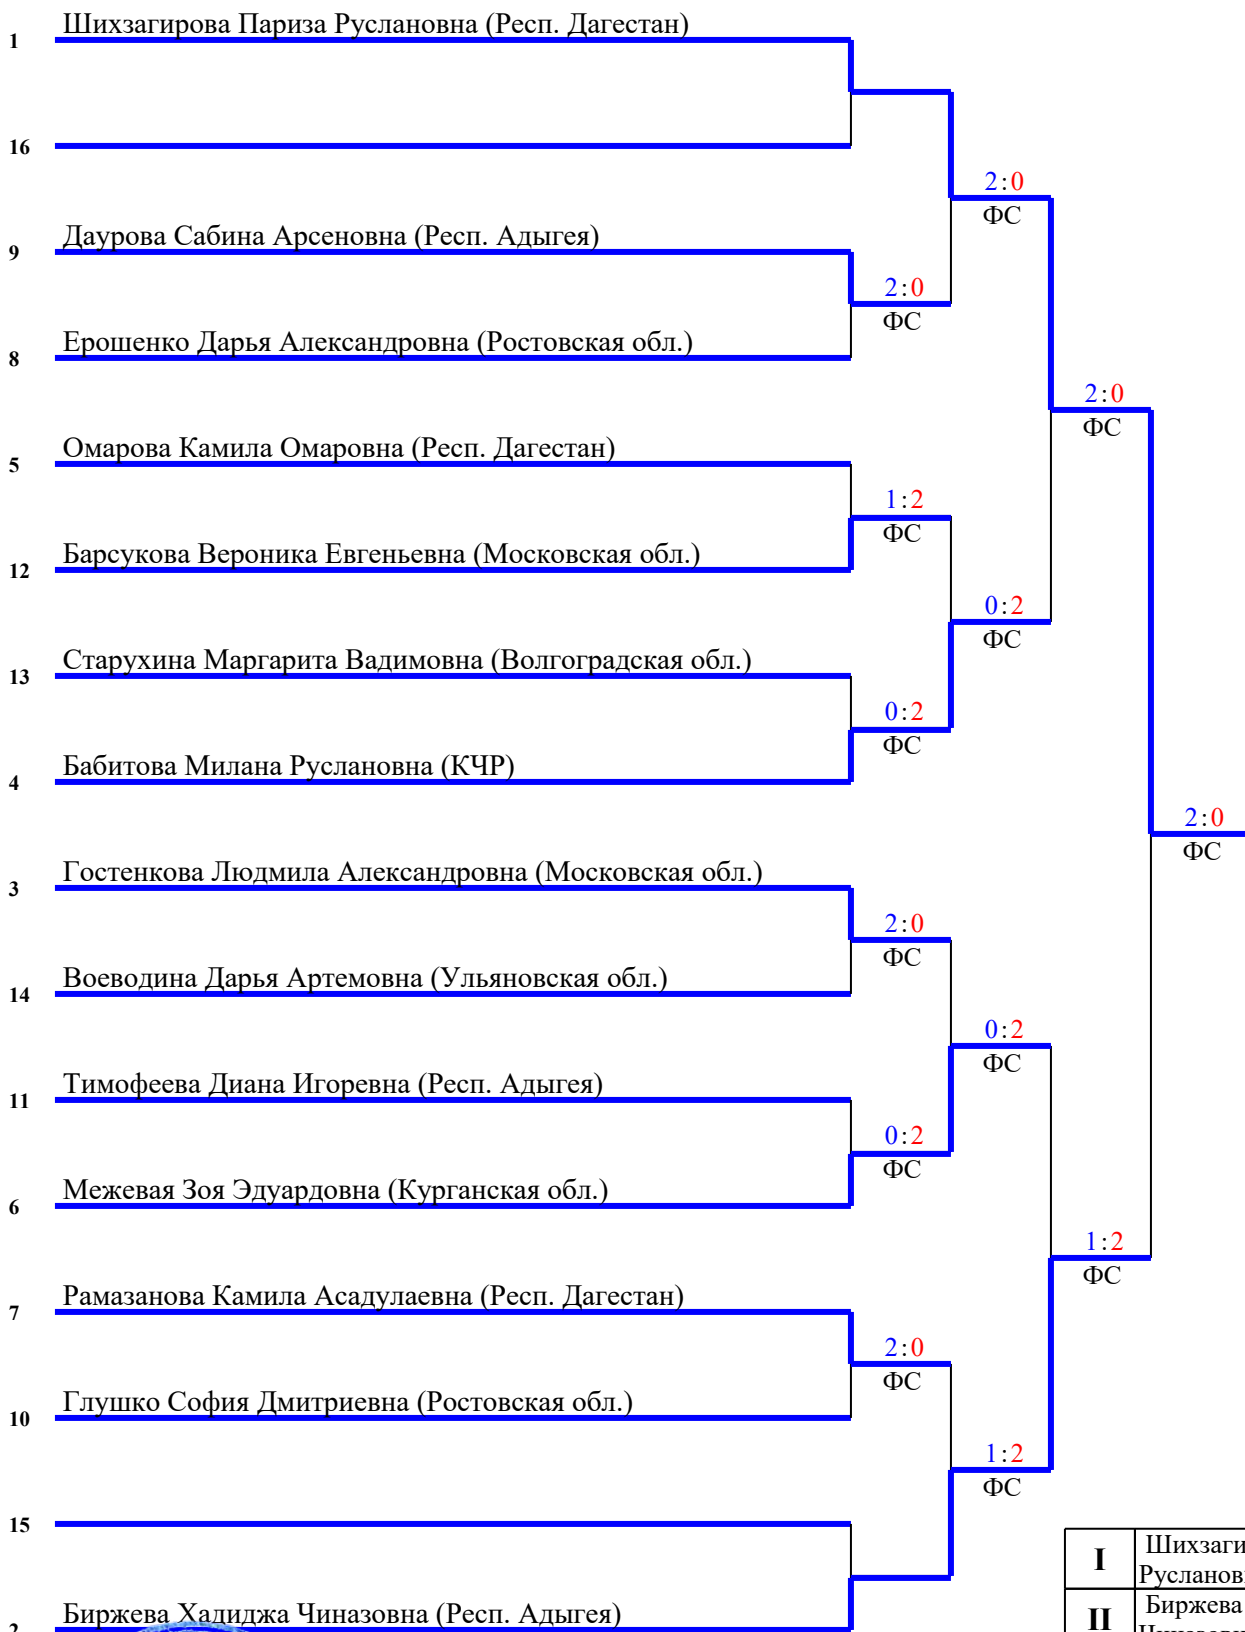 Шихзагирова Париза Руслановна (Респ. Дагестан)
1
16
2:0
ФС
Даурова Сабина Арсеновна (Респ. Адыгея)
9
2:0
ФС
Ерошенко Дарья Александровна (Ростовская обл.)
8
2:0
ФС
Омарова Камила Омаровна (Респ. Дагестан)
5
1:2
ФС
Барсукова Вероника Евгеньевна (Московская обл.)
12
0:2
ФС
Старухина Маргарита Вадимовна (Волгоградская обл.)
13
0:2
ФС
Бабитова Милана Руслановна (КЧР)
4
2:0
ФС
Гостенкова Людмила Александровна (Московская обл.)
3
2:0
ФС
Воеводина Дарья Артемовна (Ульяновская обл.)
14
0:2
ФС
Тимофеева Диана Игоревна (Респ. Адыгея)
11
0:2
ФС
Межевая Зоя Эдуардовна (Курганская обл.)
6
1:2
ФС
Рамазанова Камила Асадулаевна (Респ. Дагестан)
7
2:0
ФС
Глушко София Дмитриевна (Ростовская обл.)
10
1:2
ФС
15
I Шихзаги
Руслановн
Биржева Хадиджа Чиназовна (Респ. Адыгея)
2
II Биржева